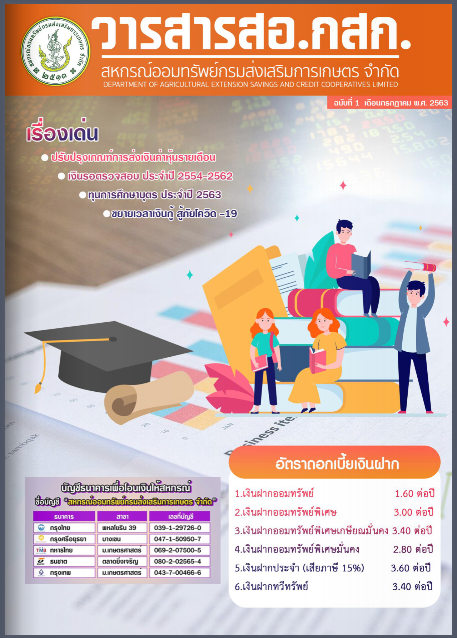 วารสารสอ.กสก.
สหกรณ์ออมทรัพย์กรมส่งเสริมการเกษตร จำกัด
DEPARTMENT OF AGRICULTURAL EXTENSION SAVINGS AND CREDIT COOPERATIVES LIMITED
ฉบับที่ 1 เดือนกรกฎาคม พ.ศ. 2563
เรื่องเด่น
ปรับปรุงเกณฑ์การส่งเงินค่าหุ้นรายเดือน
เงินรอตรวจสอบ ประจำปี 2554-2562
ทุนการศึกษาบุตร ประจำปี 2563
ขยายเวลาเงินกู้ สู้ภัยโควิด -19
Business ite
อัตราดอกเบี้ยเงินฝาก
1.เงินฝากออมทรัพย์ 1.60 ต่อปี
2.เงินฝากออมทรัพย์พิเศษ 3.00 ต่อปี
3.เงินฝากออมทรัพย์พิเศษเกษียณมั่นคง 3.40 ต่อปี
4.เงินฝากออมทรัพย์พิเศษมั่นคง 2.80 ต่อปี
5.เงินฝากประจำ (เสียภาษี 15%) 3.60 ต่อปี
6.เงินฝากทวีทรัพย์ 3.40 ต่อปี
บัญชีธนาคารเพื่อโอนเงินให้สหกรณ์
ชื่อบัญชี "สหกรณ์ออมทรัพย์กรมส่งเสริมการเกษตร จำกัด"
ธนาคาร สาขา เลขที่บัญชี
กรุงไทย พหลโยธิน 39 039-1-29726-0
กรุงศรีอยุธยา บางเขน 047-1-50950-7
ทหารไทย ม.เกษตรศาสตร์ 069-2-07500-5
ธนชาต ตลาดยิ่งเจริญ 080-2-02565-4
กรุงเทพ ม.เกษตรศาสตร์ 043-7-00466-6